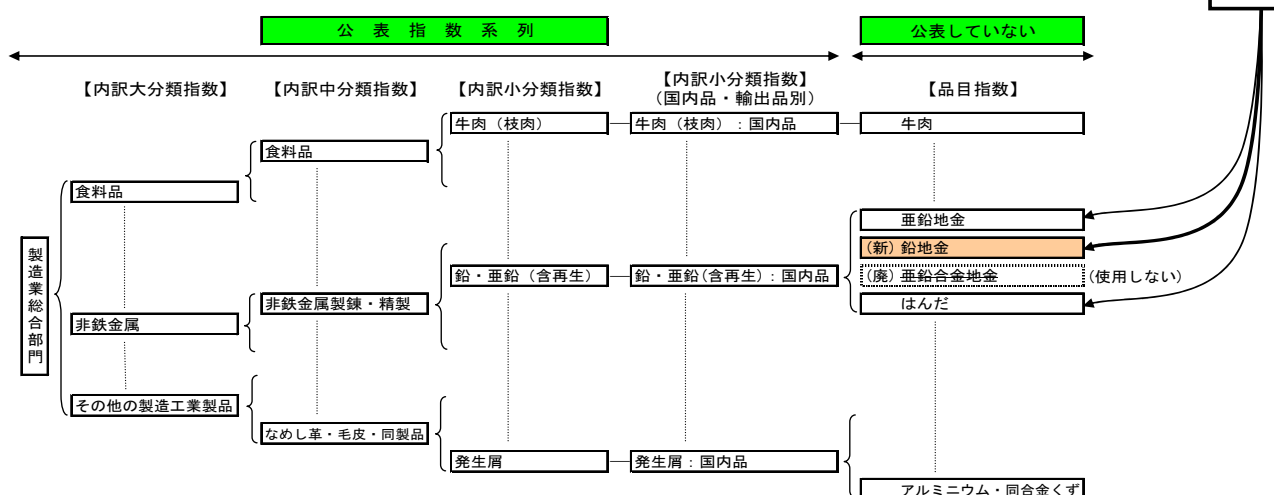 公 表 指 数 系 列
公表していない
【内訳大分類指数】
【内訳中分類指数】
【内訳小分類指数】
【内訳小分類指数】
（国内品・輸出品別）
【品目指数】
牛肉（枝肉）
牛肉（枝肉）：国内品
牛肉
食料品
食料品
亜鉛地金
(新) 鉛地金
製造業総合部門
鉛・亜鉛（含再生）
鉛・亜鉛(含再生)：国内品
(廃) 亜鉛合金地金
(使用しない)
非鉄金属製錬・精製
はんだ
非鉄金属
その他の製造工業製品
なめし革・毛皮・同製品
発生屑
発生屑：国内品
アルミニウム・同合金くず